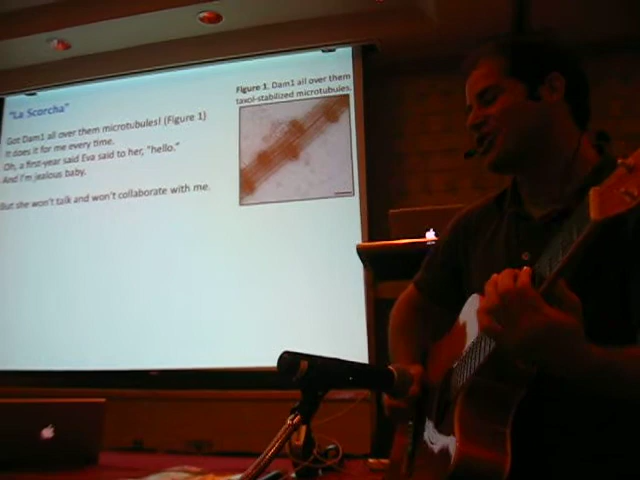 "La Scorcha"
Got Dam1 all over them microtubules! (Figure 1)
It does it for me every time.
Oh, a first-year said Eva said to her, "hello."
And I'm jealous baby.
But she won't talk and won't collaborate with me.
Figure 1. Dam1 all over them
taxol-stabilized microtubules.